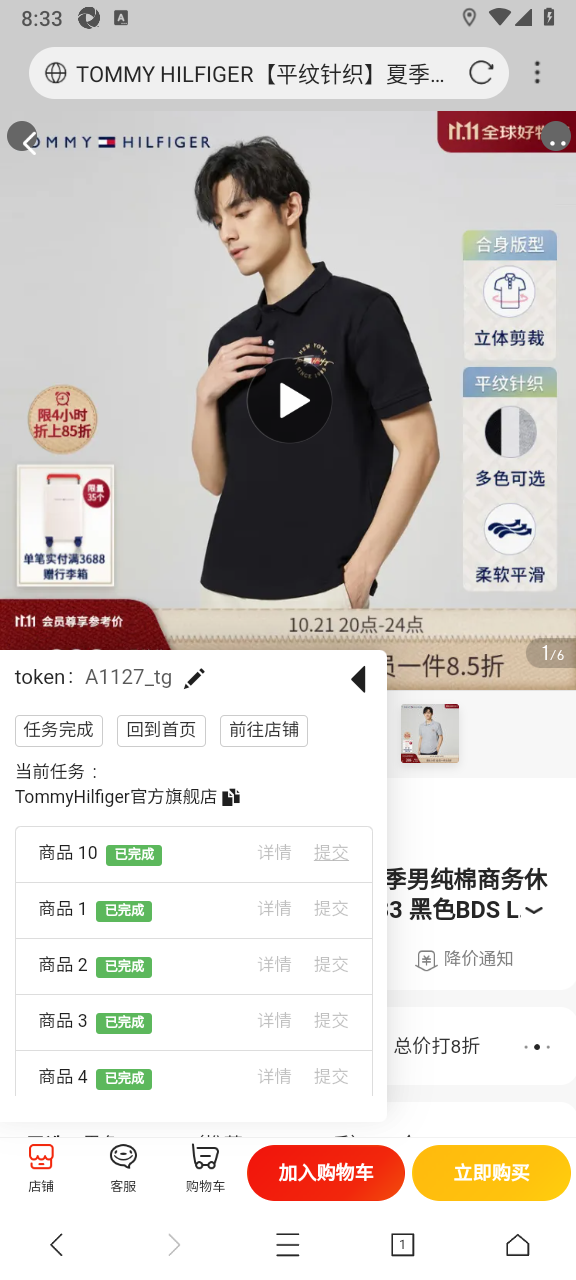 8:33
A
TOMMY HILFIGER【平纹针织】夏季...
OMMY HILFIGER
11.11 全球好物
合身版型
立体剪裁
平纹针织
多色可选
柔软平滑
NEW YORK
限4小时
折上85折
限量
35个
单笔实付满3688
赠行李箱
11.11 会员尊享参考价
10.21 20点-24点
员一件8.5折
1/6
token： A1127_tg
任务完成 回到首页 前往店铺
当前任务 ：
TommyHilfiger官方旗舰店
商品 10 已完成 详情 提交
商品 1 已完成 详情 提交
商品 2 已完成 详情 提交
商品 3 已完成 详情 提交
商品 4 已完成 详情 提交
季男纯棉商务休
33 黑色BDS L
降价通知
总价打8折
店铺 客服 购物车 加入购物车 立即购买
1